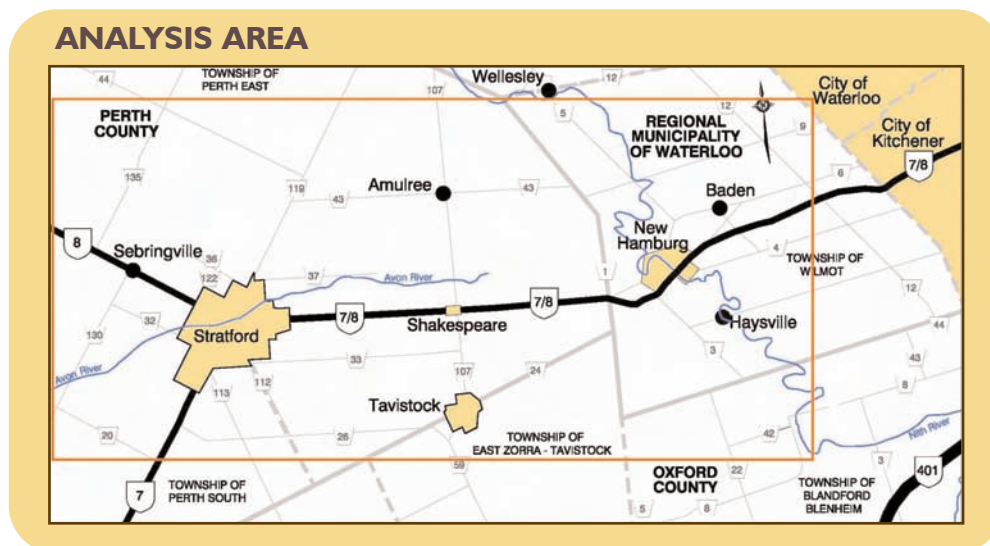 ANALYSIS AREA
44
TOWNSHIP OF
PERTH EAST
107
Wellesley
12
City of
Waterloo
PERTH
COUNTY
5
REGIONAL
MUNICIPALITY
OF WATERLOO
12
9
City of
Kitchener
7/8
135
119
43
Amulree
43
Baden
6
8
Sebringville
36
122
37
Avon River
New
Hamburg
1
4
TOWNSHIP OF
WILMOT
12
130
32
Stratford
7/8
Shakespeare
7/8
Haysville
44
Avon River
33
107
24
3
43
112
113
8
Tavistock
20
26
TOWNSHIP OF
EAST ZORRA - TAVISTOCK
42
Nith River
59
OXFORD
COUNTY
22
3
401
7
TOWNSHIP OF
PERTH SOUTH
TOWNSHIP OF
BLANDFORD
BLENHEIM
5
8